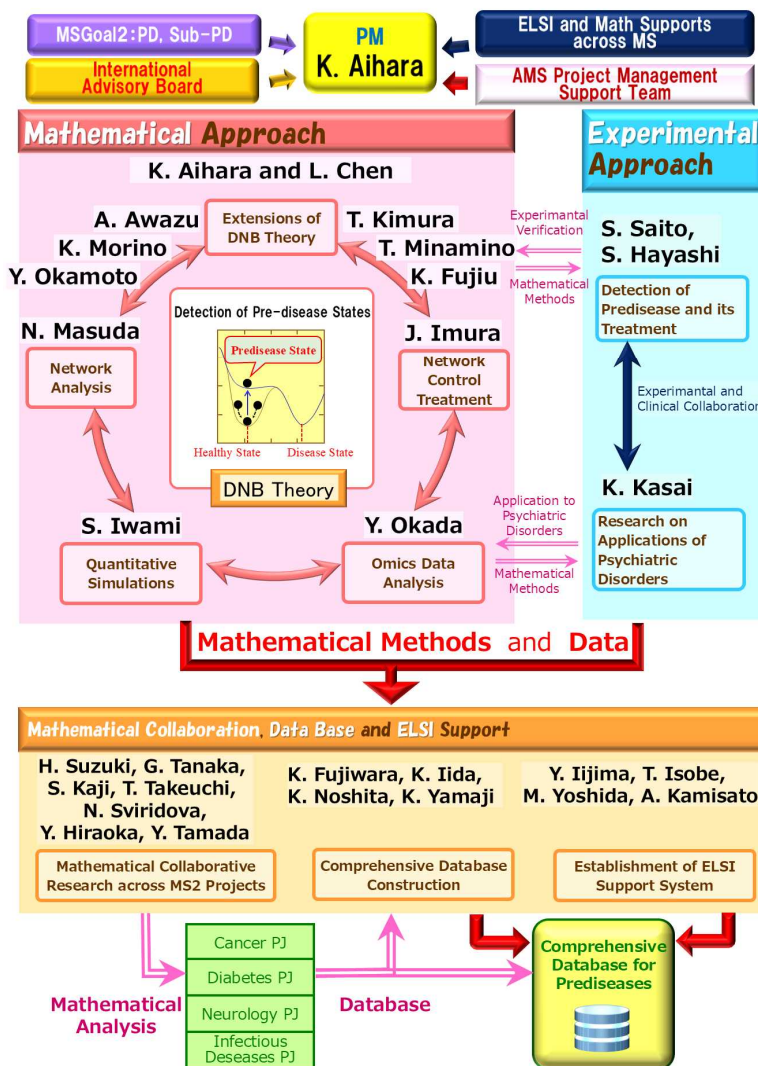 MSGoal2:PD, Sub-PD
International
Advisory Board
PM
K. Aihara
ELSI and Math Supports
across MS
AMS Project Management
Support Team
Mathematical Approach
K. Aihara and L. Chen
A. Awazu
K. Morino
Y. Okamoto
Extensions of
DNB Theory
T. Kimura
T. Minamino
K. Fujiu
N. Masuda
Network
Analysis
Detection of Pre-disease States
Predisease State
Healthy State
Disease State
DNB Theory
J. Imura
Network
Control
Treatment
S. Iwami
Quantitative
Simulations
Y. Okada
Omics Data
Analysis
Experimantal
Verification
Mathematical
Methods
Application to
Psychiatric
Disorders
Mathematical
Methods
Experimental
Approach
S. Saito,
S. Hayashi
Detection of
Predisease and its
Treatment
Experimantal and
Clinical Collaboration
K. Kasai
Research on
Applications of
Psychiatric
Disorders
Mathematical Methods and Data
Mathematical Collaboration, Data Base and ELSI Support
H. Suzuki, G. Tanaka,
S. Kaji, T. Takeuchi,
N. Sviridova,
Y. Hiraoka, Y. Tamada
Mathematical Collaborative
Research across MS2 Projects
K. Fujiwara, K. Iida,
K. Noshita, K. Yamaji
Comprehensive Database
Construction
Y. Iijima, T. Isobe,
M. Yoshida, A. Kamisato
Establishment of ELSI
Support System
Mathematical
Analysis
Cancer PJ
Diabetes PJ
Neurology PJ
Infectious
Deseases PJ
Database
Comprehensive
Database for
Prediseases